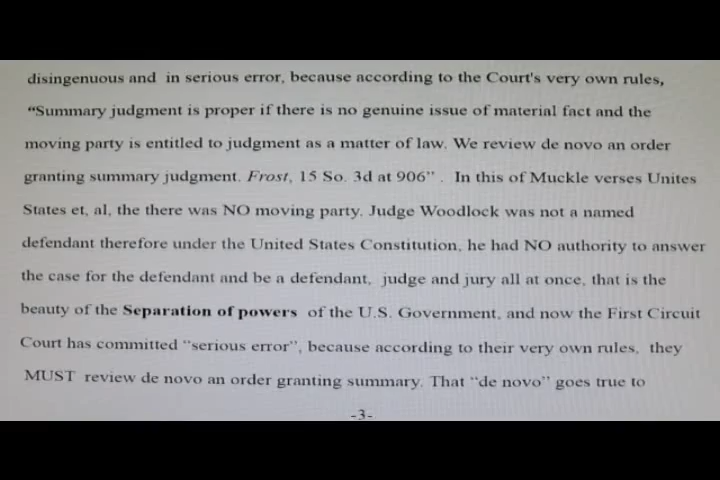 disingenuous and in serious error, because according to the Court's very own rules,
“Summary judgment is proper if there is no genuine issue of material fact and the
moving party is entitled to judgment as a matter of law. We review de novo an order
granting summary judgment. Frost, 15 So. 3d at 906” . In this of Muckle verses Unites
States et, al, the there was NO moving party. Judge Woodlock was not a named
defendant therefore under the United States Constitution, he had NO authority to answer
the case for the defendant and be a defendant, judge and jury all at once, that is the
beauty of the Separation of powers of the U.S. Government, and now the First Circuit
Court has committed “serious error”, because according to their very own rules, they
MUST review de novo an order granting summary. That “de novo” goes true to
-3-